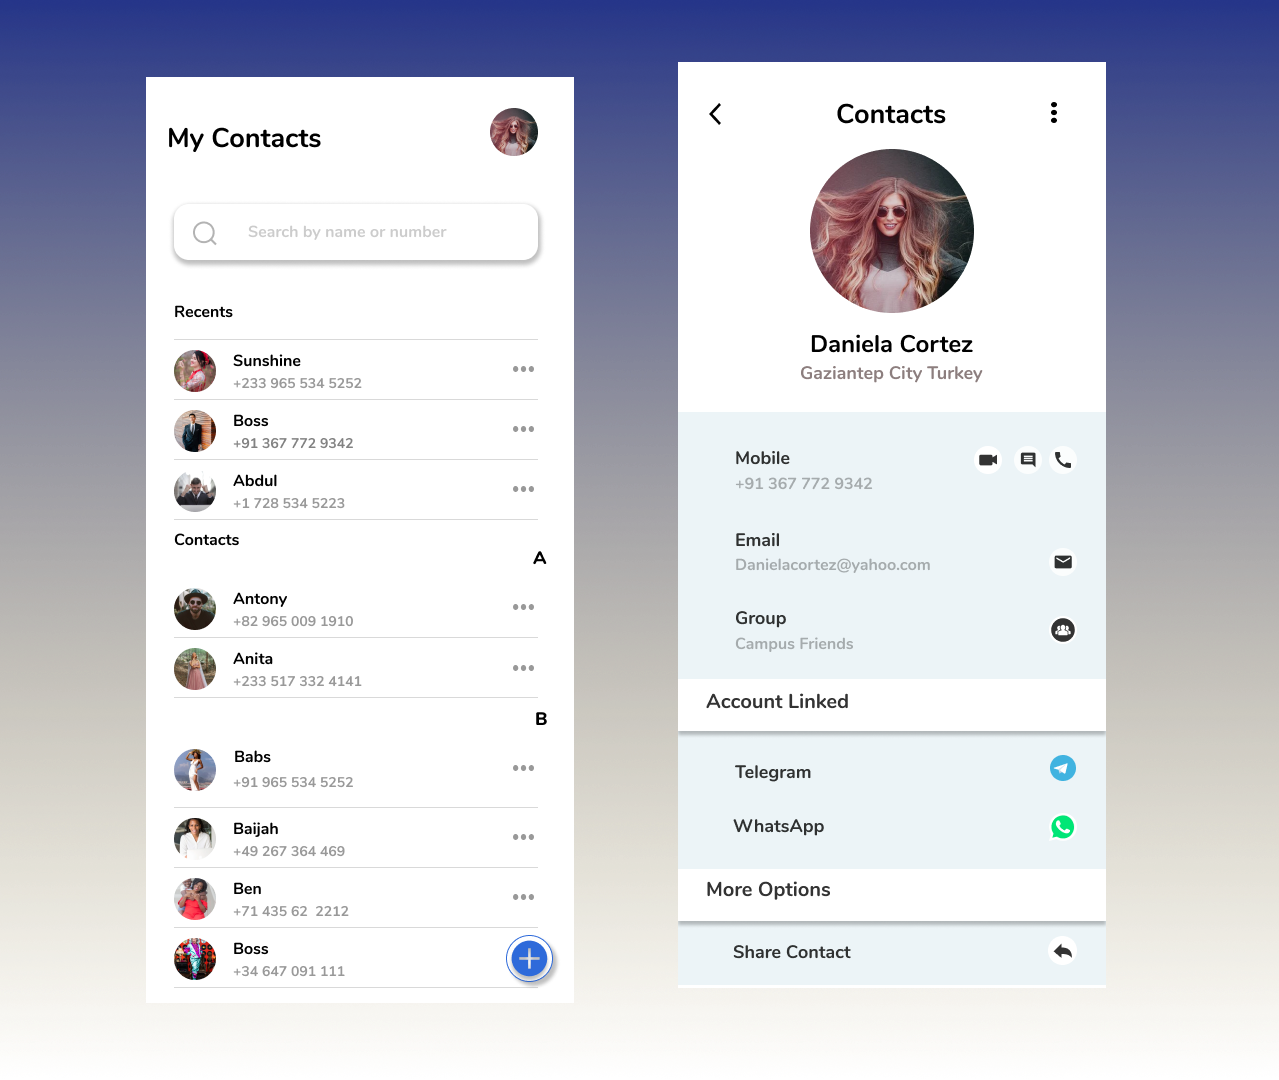 My Contacts
Search by name or number
Recents
Sunshine
+233 965 534 5252
Boss
+91 367 772 9342
Abdul
+1 728 534 5223
Contacts
A
Antony
+82 965 009 1910
Anita
+233 517 332 4141
B
Babs
+91 965 534 5252
Baijah
+49 267 364 469
Ben
+71 435 62  2212
Boss
+34 647 091 111
Contacts
Daniela Cortez
Gaziantep City Turkey
Mobile
+91 367 772 9342
Email
Danielacortez@yahoo.com
Group
Campus Friends
Account Linked
Telegram
WhatsApp
More Options
Share Contact